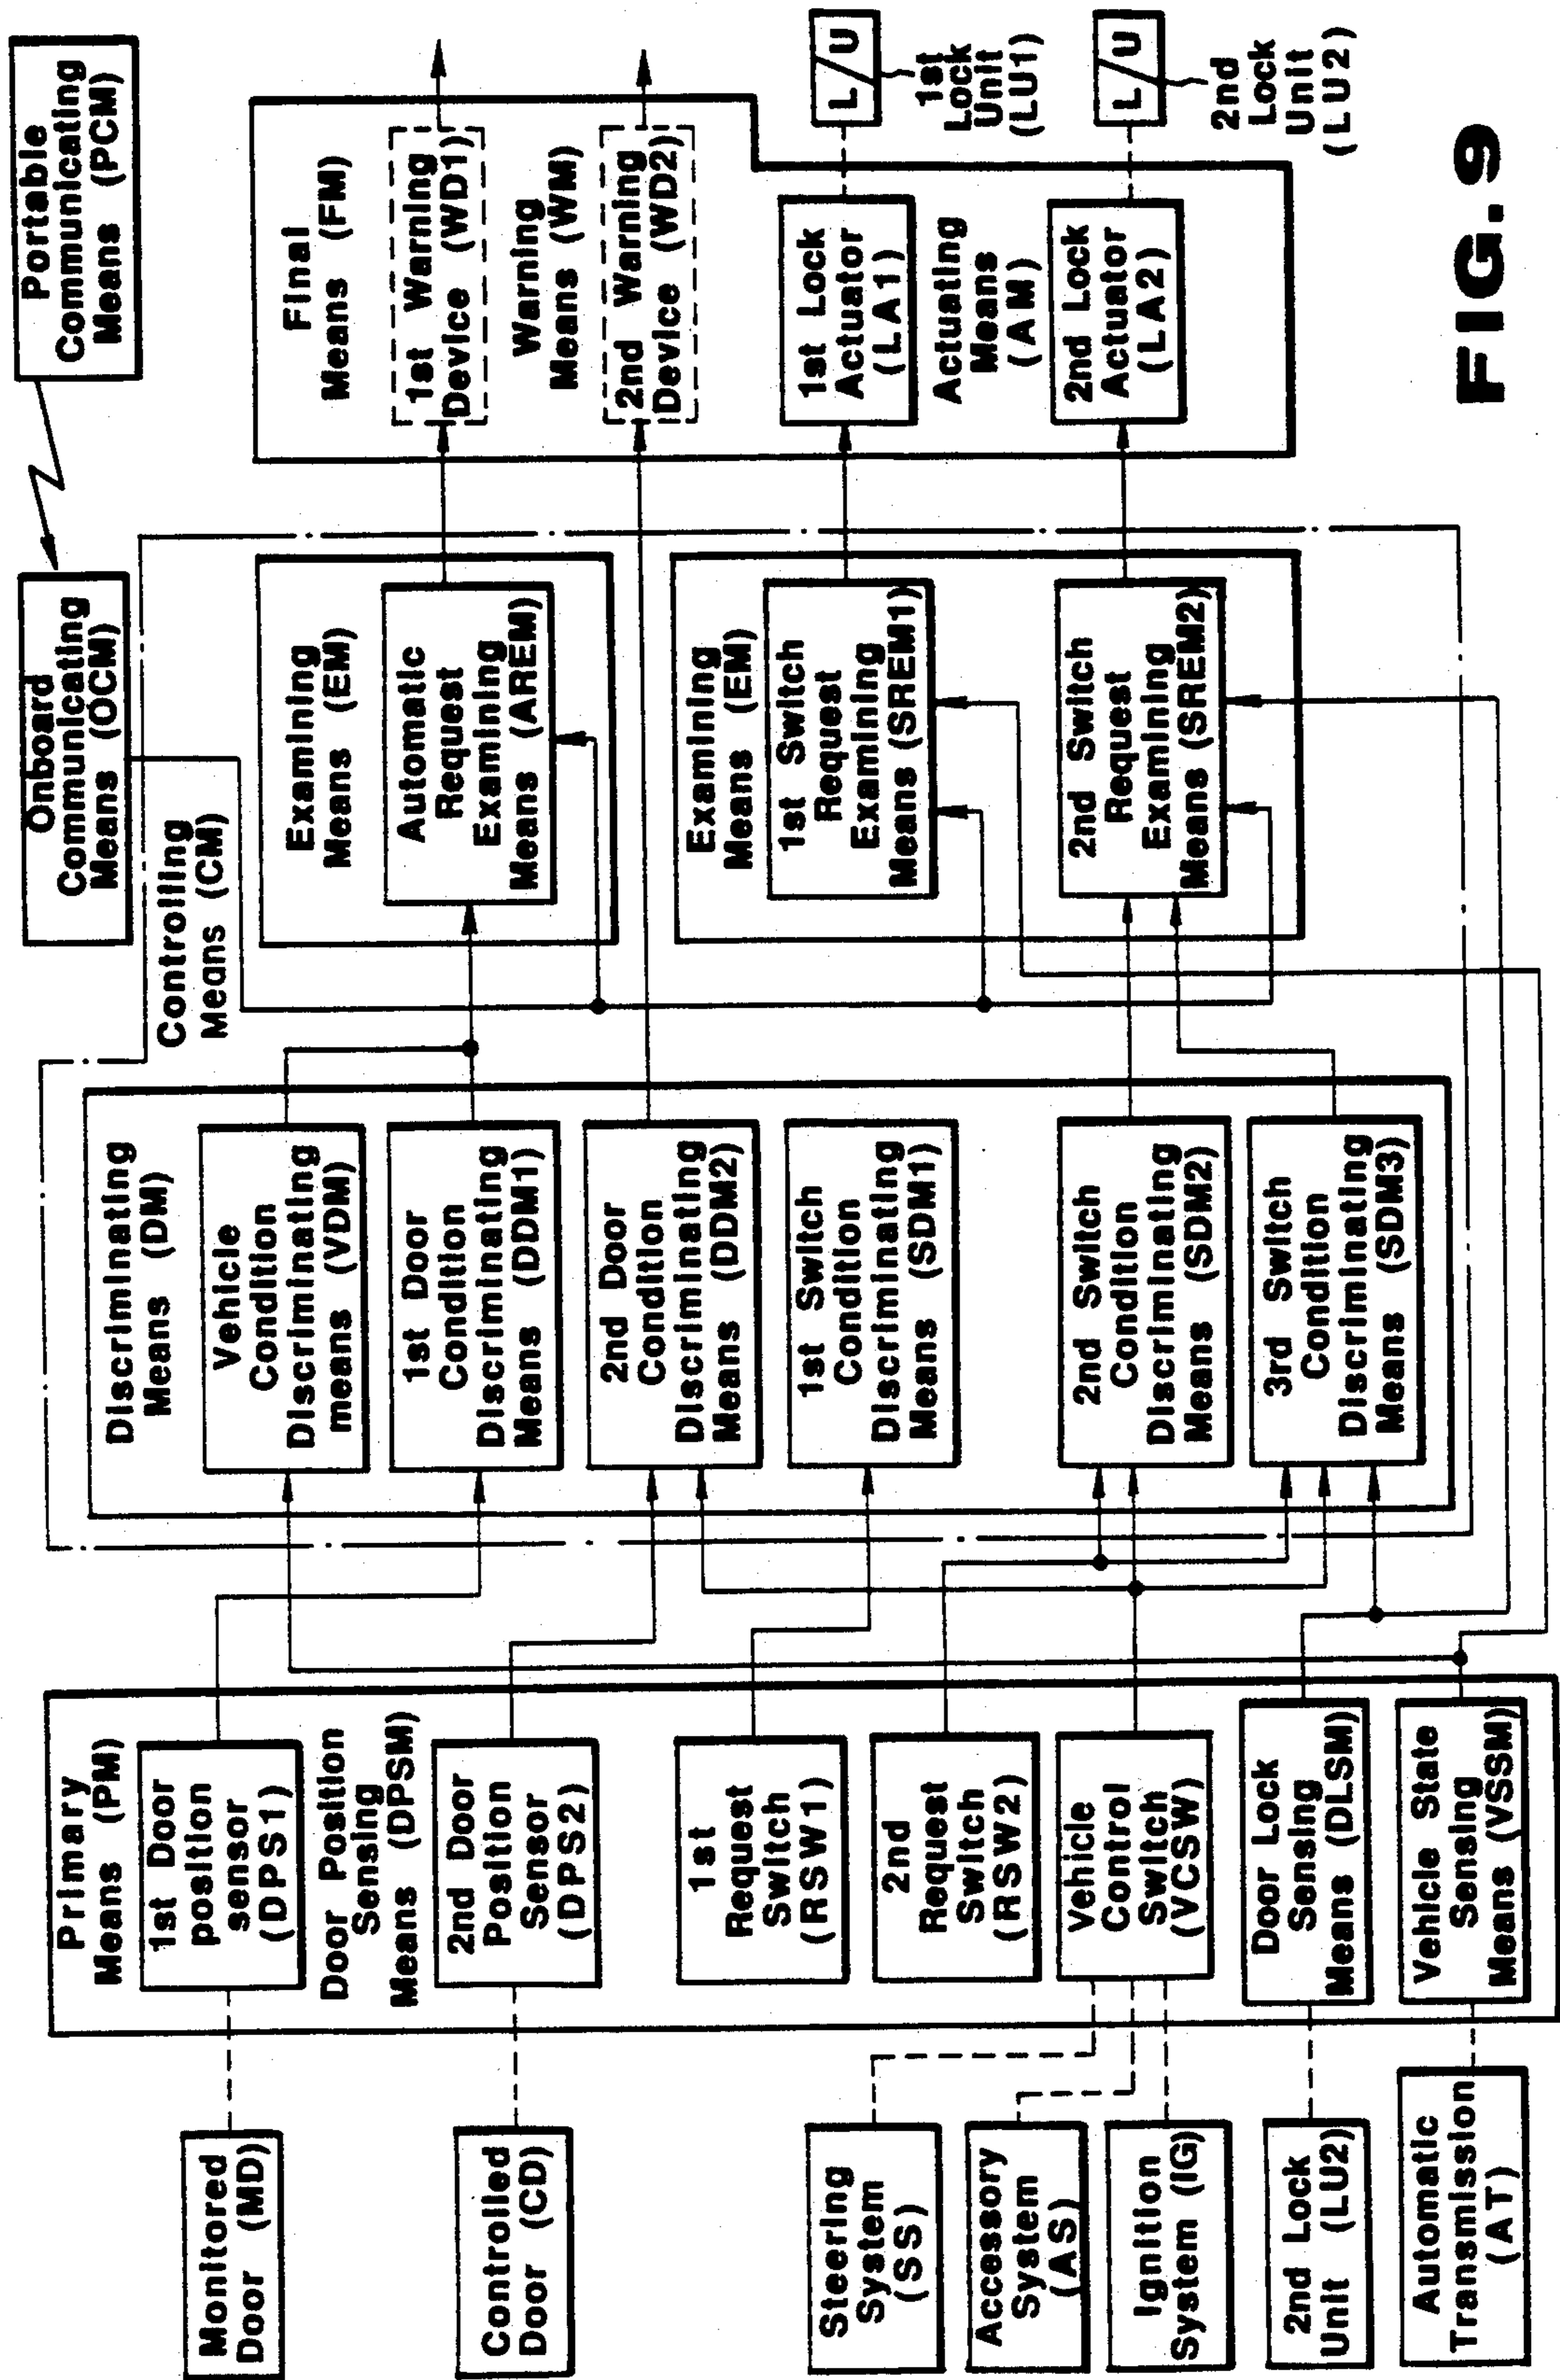 Monitored
Door (MD)
Controlled
Door (CD)
Steering
System
(SS)
Accessory
System
(AS)
Ignition
System (IG)
2nd Lock
Unit (LU2)
Automatic
Transmission
(AT)
Primary
Means (PM)
1st Door
position
sensor
(DPS1)
Door Position
Sensing
Means (DPSM)
2nd Door
Position
Sensor
(DPS2)
1st
Request
Switch
(RSW1)
2nd
Request
Switch
(RSW2)
Vehicle
Control
Switch
(VCSW)
Door Lock
Sensing
Means (DLSM)
Vehicle State
Sensing
Means (VSSM)
Discriminating
Means (DM)
Vehicle
Condition
Discriminating
means (VDM)
1st Door
Condition
Discriminating
Means (DDM1)
2nd Door
Condition
Discriminating
Means (DDM2)
1st Switch
Condition
Discriminating
Means (SDM1)
2nd Switch
Condition
Discriminating
Means (SDM2)
3rd Switch
Condition
Discriminating
Means (SDM3)
Controlling
Means (CM)
Onboard
Communicating
Means (OCM)
Examining
Means (EM)
Automatic
Request
Examining
Means (AREM)
Examining
Means (EM)
1st Switch
Request
Examining
Means (SREM1)
2nd Switch
Request
Examining
Means (SREM2)
Portable
Communicating
Means (PCM)
Final
Means (FM)
1st Warning
Device (WD1)
Warning
Means (WM)
2nd Warning
Device (WD2)
1st Lock
Actuator
(LA1)
Actuating
Means
(AM)
2nd Lock
Actuator
(LA2)
L/U
1st
Lock
Unit
(LU1)
L/U
2nd
Lock
Unit
(LU2)
FIG.9